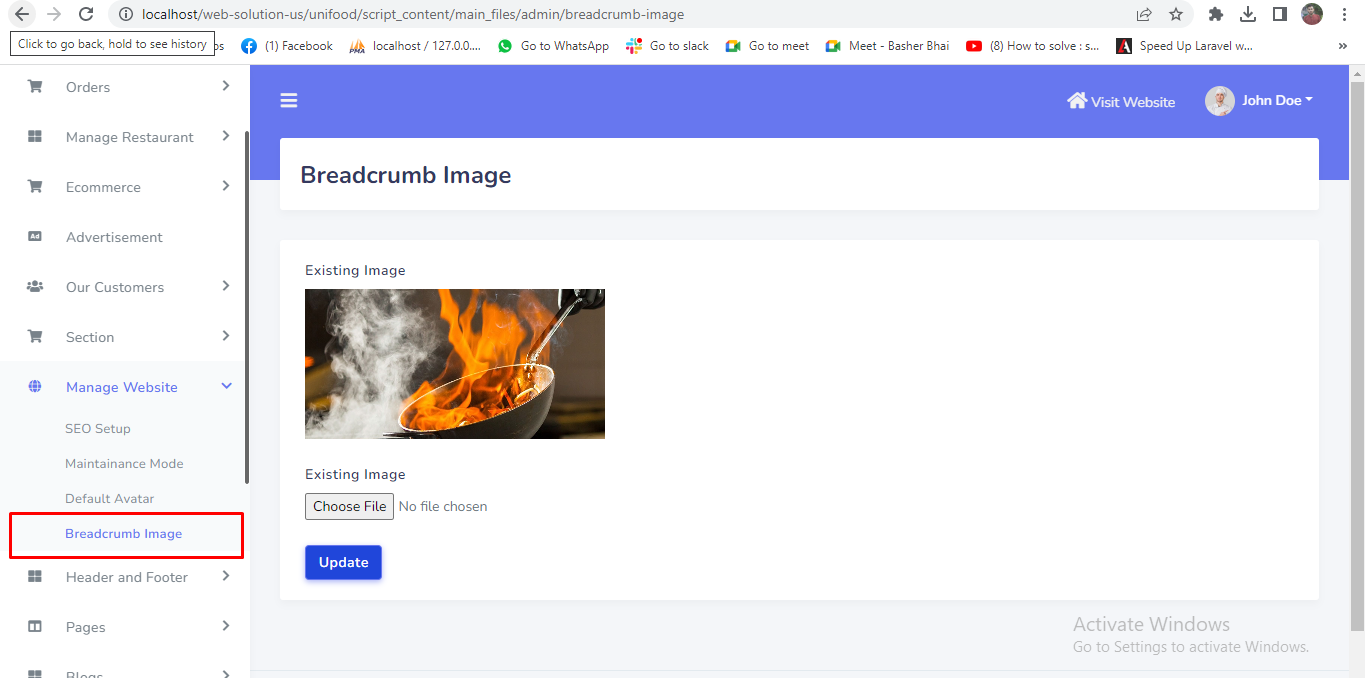 localhost/web-solution-us/unifood/script_content/main_files/admin/breadcrumb-image
Click to go back, hold to see history
(1) Facebook
localhost / 127.0.0....
PMA
Go to WhatsApp
Go to slack
Go to meet
Meet - Basher Bhai
(8) How to solve : s...
Speed Up Laravel w...
»
Orders
Manage Restaurant
Ecommerce
Ad
Advertisement
Our Customers
Section
Manage Website
SEO Setup
Maintainance Mode
Default Avatar
Breadcrumb Image
Header and Footer
Pages
Blogs
Visit Website
John Doe
Breadcrumb Image
Existing Image
Existing Image
Choose File No file chosen
Update
Activate Windows
Go to Settings to activate Windows.